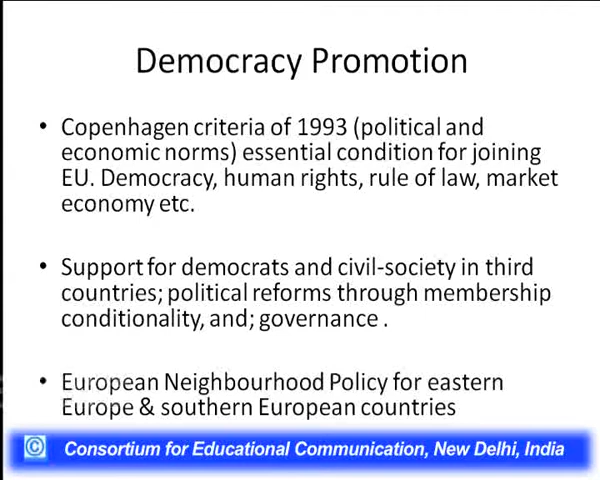 Democracy Promotion
• Copenhagen criteria of 1993 (political and
economic norms) essential condition for joining
EU. Democracy, human rights, rule of law, market
economy etc.
• Support for democrats and civil-society in third
countries; political reforms through membership
conditionality, and; governance .
• European Neighbourhood Policy for eastern
Europe & southern European countries
© Consortium for Educational Communication, New Delhi, India